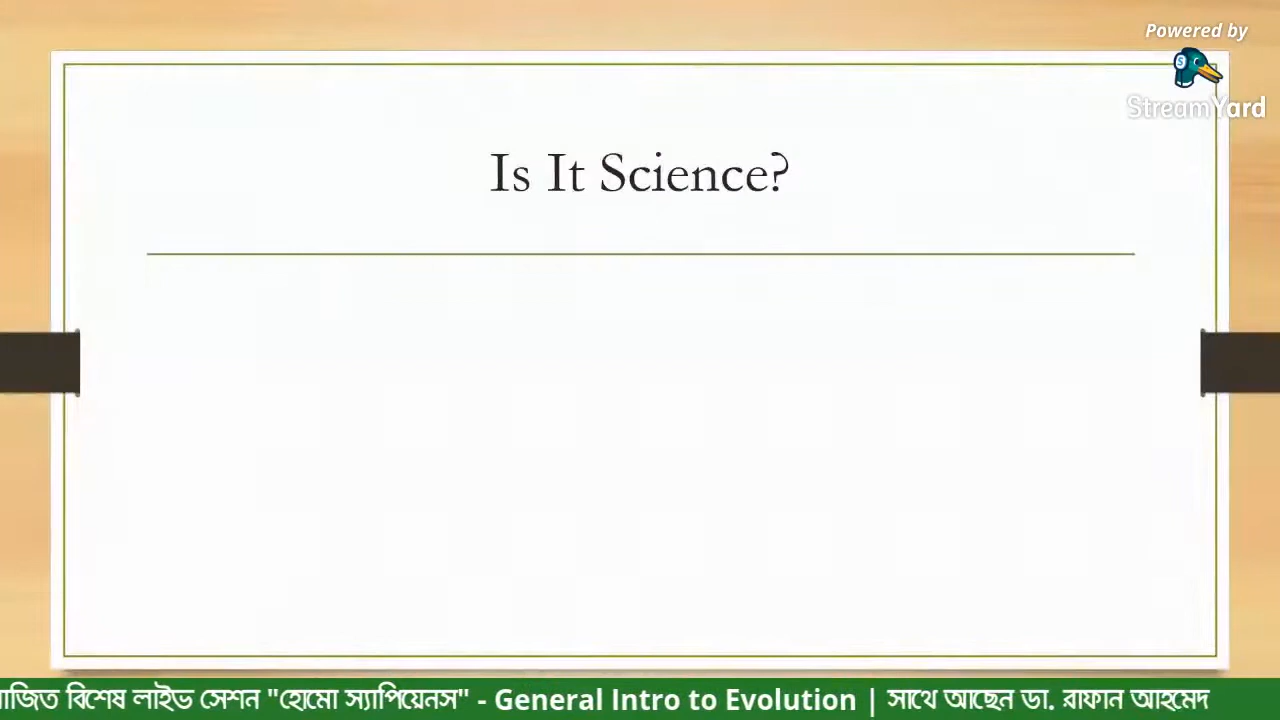 Powered by
StreamYard
Is It Science?
বিশেষ লাইভ সেশন "হোমো স্যাপিয়েনস" - General Intro to Evolution | সাথে আছেন ডা. রাফান আহমেদ